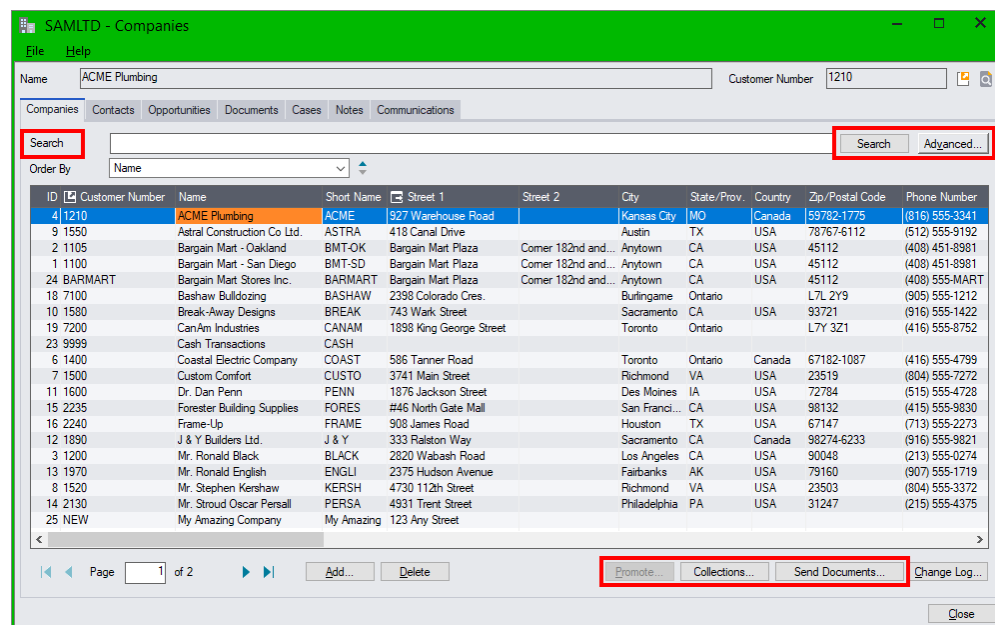 SAMLTD - Companies
File Help
Name ACME Plumbing Customer Number 1210
Companies Contacts Opportunities Documents Cases Notes Communications
Search Search Advanced...
Order By Name
ID Customer Number Name Short Name Street 1 Street 2 City State/Prov. Country Zip/Postal Code Phone Number
4 1210 ACME Plumbing ACME 927 Warehouse Road Kansas City MO Canada 59782-1775 (816) 555-3341
9 1550 Astral Construction Co Ltd. ASTRA 418 Canal Drive Austin TX USA 78767-6112 (512) 555-9192
2 1105 Bargain Mart - Oakland BMT-OK Bargain Mart Plaza Corner 182nd and... Anytown CA USA 45112 (408) 451-8981
1 1100 Bargain Mart - San Diego BMT-SD Bargain Mart Plaza Corner 182nd and... Anytown CA USA 45112 (408) 451-8981
24 BARMART Bargain Mart Stores Inc. BARMART Bargain Mart Plaza Corner 182nd and... Anytown CA USA 45112 (408) 555-MART
18 7100 Bashaw Bulldozing BASHAW 2398 Colorado Cres. Burlingame Ontario L7L 2Y9 (905) 555-1212
10 1580 Break-Away Designs BREAK 743 Wark Street Sacramento CA USA 93721 (916) 555-1422
19 7200 CanAm Industries CANAM 1898 King George Street Toronto Ontario L7Y 3Z1 (416) 555-8752
23 9999 Cash Transactions CASH
6 1400 Coastal Electric Company COAST 586 Tanner Road Toronto Ontario Canada 67182-1087 (416) 555-4799
7 1500 Custom Comfort CUSTO 3741 Main Street Richmond VA USA 23519 (804) 555-7272
11 1600 Dr. Dan Penn PENN 1876 Jackson Street Des Moines IA USA 72784 (515) 555-4728
15 2235 Forester Building Supplies FORES #46 North Gate Mall San Franci... CA USA 98132 (415) 555-9830
16 2240 Frame-Up FRAME 908 James Road Houston TX USA 67147 (713) 555-2273
12 1890 J & Y Builders Ltd. J & Y 333 Ralston Way Sacramento CA Canada 98274-6233 (916) 555-9821
3 1200 Mr. Ronald Black BLACK 2820 Wabash Road Los Angeles CA USA 90048 (213) 555-0274
13 1970 Mr. Ronald English ENGLI 2375 Hudson Avenue Fairbanks AK USA 79160 (907) 555-1719
8 1520 Mr. Stephen Kershaw KERSH 4730 112th Street Richmond VA USA 23503 (804) 555-3372
14 2130 Mr. Stroud Oscar Persall PERSA 4931 Trent Street Philadelphia PA USA 31247 (215) 555-4375
25 NEW My Amazing Company My Amazing 123 Any Street
Page 1 of 2 Add... Delete Promote... Collections... Send Documents... Change Log...
Close